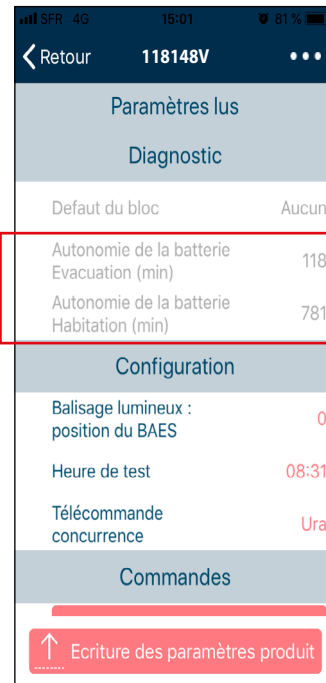 SFR 4G 15:01 81 %
Retour 118148V
Paramètres lus
Diagnostic
Defaut du bloc Aucun
Autonomie de la batterie
Evacuation (min) 118
Autonomie de la batterie
Habitation (min) 781
Configuration
Balisage lumineux :
position du BAES 0
Heure de test 08:31
Télécommande
concurrence Ura
Commandes
Ecriture des paramètres produit